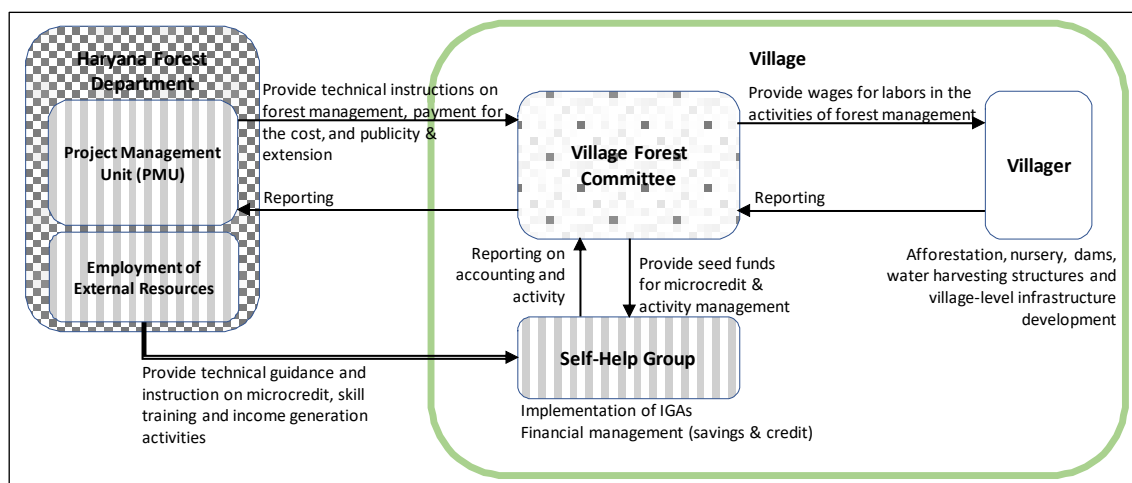 Haryana Forest
Department
Project Management
Unit (PMU)
Employment of
External Resources
Provide technical instructions on
forest management, payment for
the cost, and publicity &
extension
Reporting
Provide technical guidance and
instruction on microcredit, skill
training and income generation
activities
Village
Village Forest
Committee
Provide wages for labors in the
activities of forest management
Villager
Reporting
Afforestation, nursery, dams,
water harvesting structures and
village-level infrastructure
development
Reporting on
accounting and
activity
Provide seed funds
for microcredit &
activity management
Self-Help Group
Implementation of IGAs
Financial management (savings & credit)